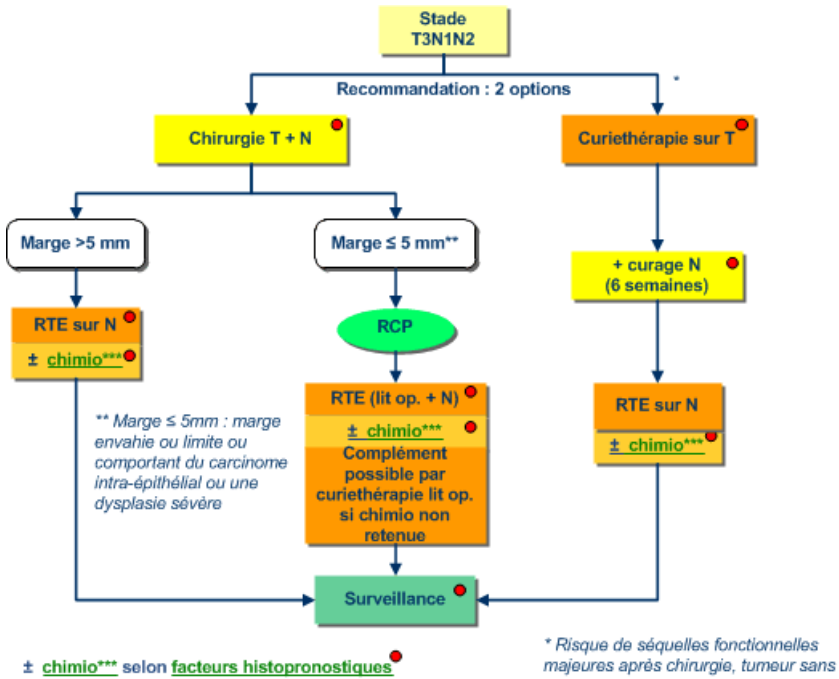 Stade
T3N1N2
Recommandation : 2 options
*
Chirurgie T + N
Curiethérapie sur T
Marge >5 mm
Marge ≤ 5 mm**
+ curage N
(6 semaines)
RTE sur N
± chimio***
RCP
RTE (lit op. + N)
± chimio***
Complément
possible par
curiethérapie lit op.
si chimio non
retenue
RTE sur N
± chimio***
** Marge ≤ 5mm : marge
envahie ou limite ou
comportant du carcinome
intra-épithélial ou une
dysplasie sévère
Surveillance
± chimio*** selon facteurs histopronostiques
* Risque de séquelles fonctionnelles
majeures après chirurgie, tumeur sans